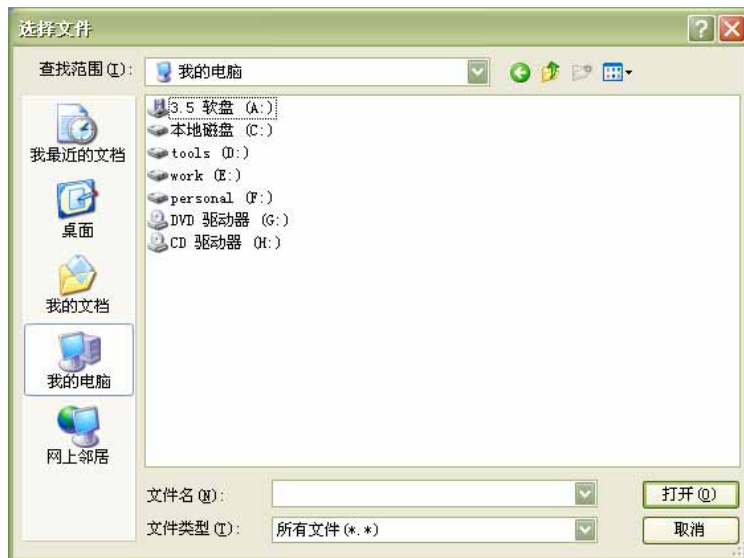 选择文件
查找范围(I):
我的电脑
3.5 软盘 (A:)
本地磁盘 (C:)
tools (D:)
work (E:)
personal (F:)
DVD 驱动器 (G:)
CD 驱动器 (H:)
我最近的文档
桌面
我的文档
我的电脑
网上邻居
文件名(N):
打开(O)
文件类型(T):
所有文件(*.*)
取消